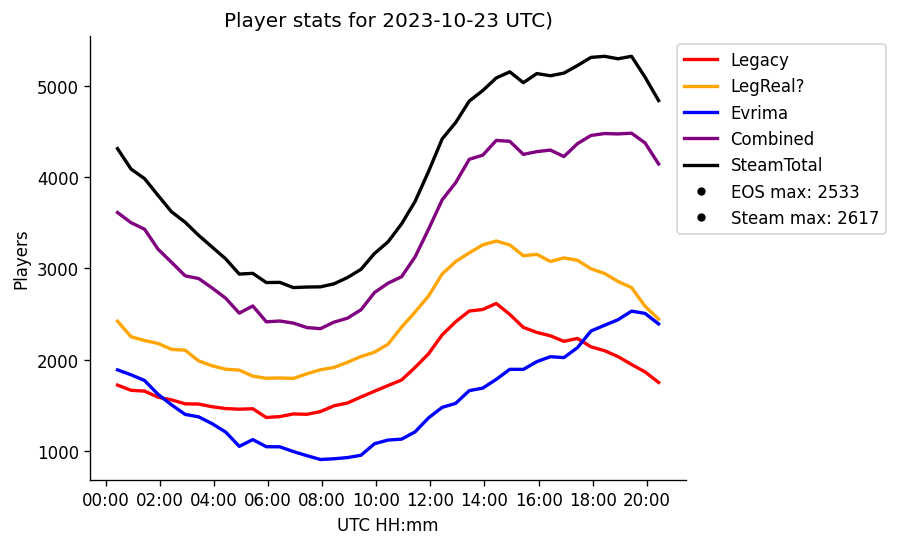 Player stats for 2023-10-23 UTC)
Legacy
LegReal?
Evrima
Combined
SteamTotal
EOS max: 2533
Steam max: 2617
Players
5000
4000
3000
2000
1000
00:00 02:00 04:00 06:00 08:00 10:00 12:00 14:00 16:00 18:00 20:00
UTC HH:mm